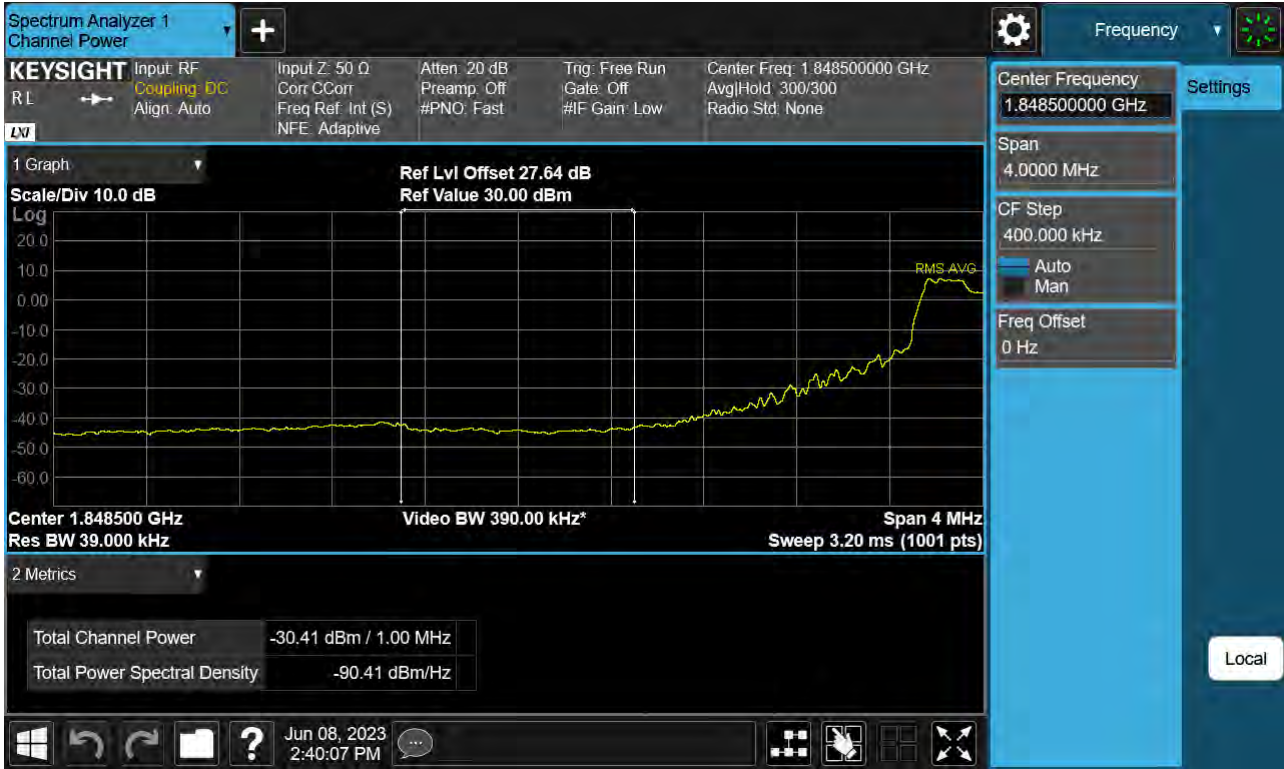 Spectrum Analyzer 1
Channel Power
+
Frequency
KEYSIGHT
R L
LXI
Input: RF
Coupling: DC
Align: Auto
Input Z: 50 Ω
Corr CCorr
Freq Ref: Int (S)
NFE: Adaptive
Atten: 20 dB
Preamp: Off
#PNO: Fast
Trig: Free Run
Gate: Off
#IF Gain: Low
Center Freq: 1.848500000 GHz
Avg|Hold: 300/300
Radio Std: None
Center Frequency
1.848500000 GHz
Settings
Span
4.0000 MHz
CF Step
400.000 kHz
Auto
Man
Freq Offset
0 Hz
1 Graph
Scale/Div 10.0 dB
Ref Lvl Offset 27.64 dB
Ref Value 30.00 dBm
Log
20.0
10.0
0.00
-10.0
-20.0
-30.0
-40.0
-50.0
-60.0
RMS AVG
Center 1.848500 GHz
Res BW 39.000 kHz
Video BW 390.00 kHz*
Span 4 MHz
Sweep 3.20 ms (1001 pts)
2 Metrics
Total Channel Power -30.41 dBm / 1.00 MHz
Total Power Spectral Density -90.41 dBm/Hz
Local
?
Jun 08, 2023
2:40:07 PM